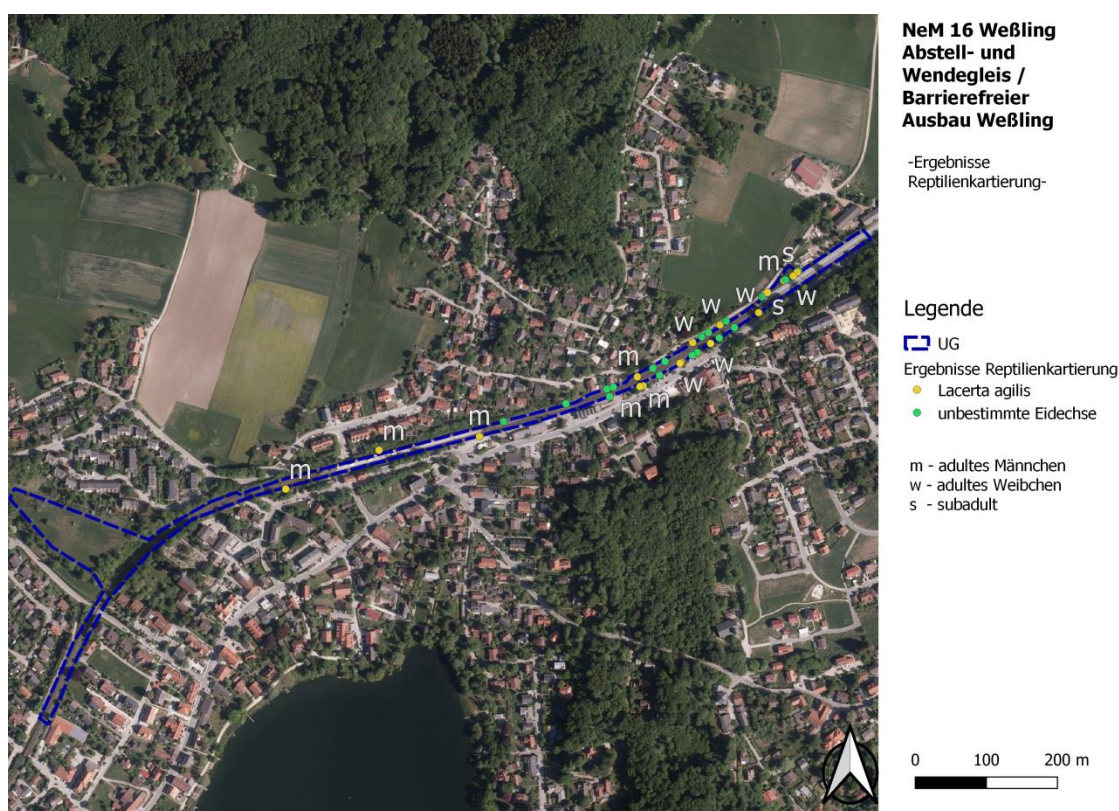 NeM 16 Weßling
Abstell- und
Wendegleis /
Barrierefreier
Ausbau Weßling
-Ergebnisse
Reptilienkartierung-
s
m
w
w
s
w
w
w
m
w
m
m
m
m
m
Legende
UG
Ergebnisse Reptilienkartierung
Lacerta agilis
unbestimmte Eidechse
m - adultes Männchen
w - adultes Weibchen
s - subadult
0 100 200 m